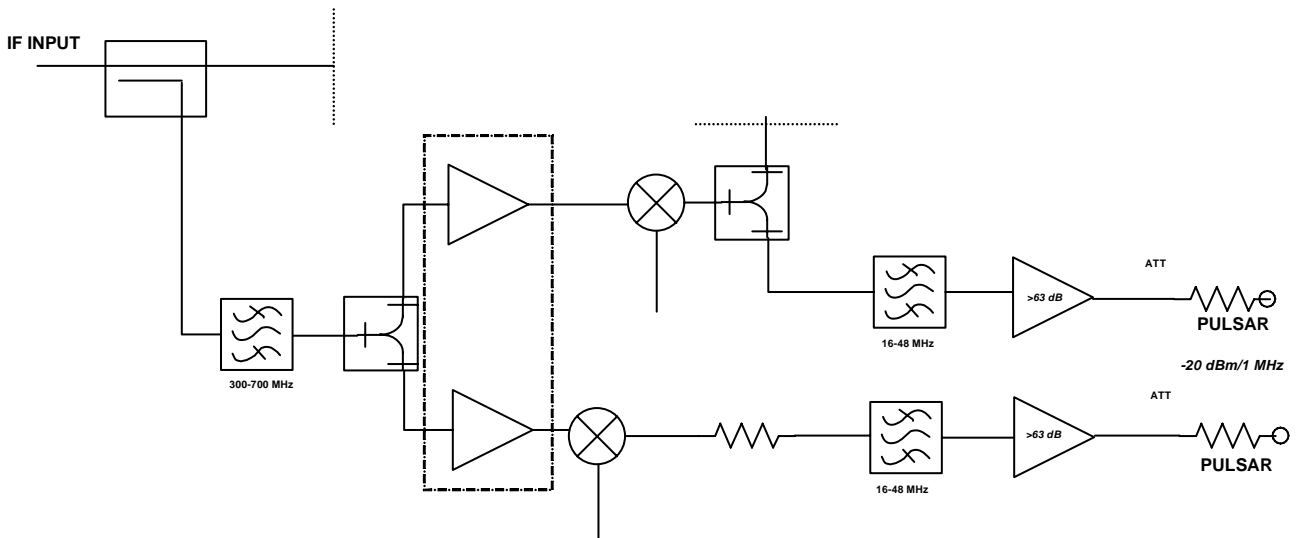 IF INPUT
300-700 MHz
ATT
>63 dB
PULSAR
16-48 MHz
-20 dBm/1 MHz
ATT
>63 dB
PULSAR
16-48 MHz